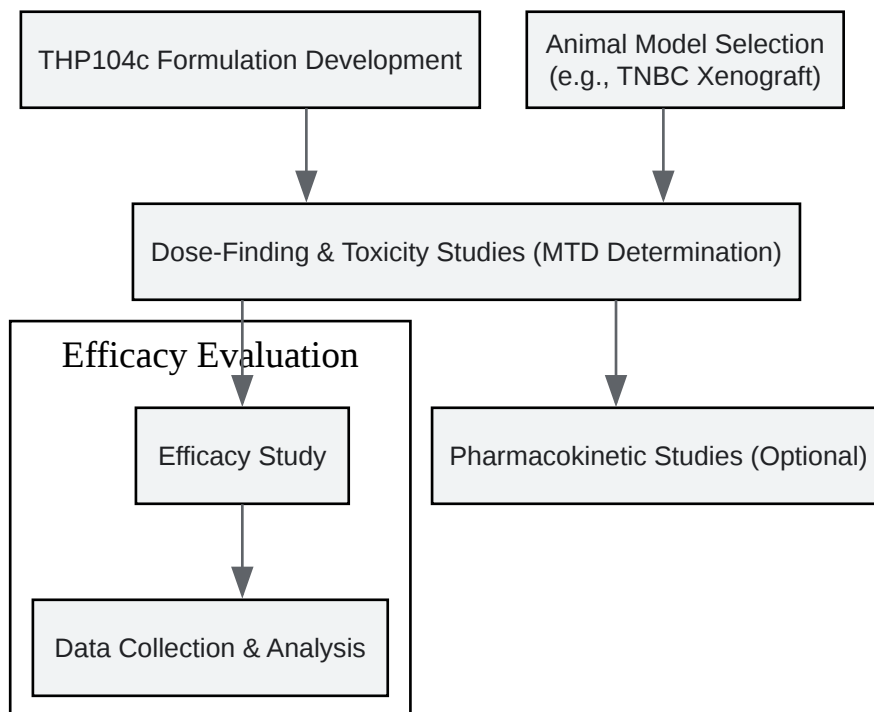 THP104c Formulation Development
Animal Model Selection
(e.g., TNBC Xenograft)
Dose-Finding & Toxicity Studies (MTD Determination)
Efficacy Evaluation
Efficacy Study
Pharmacokinetic Studies (Optional)
Data Collection & Analysis